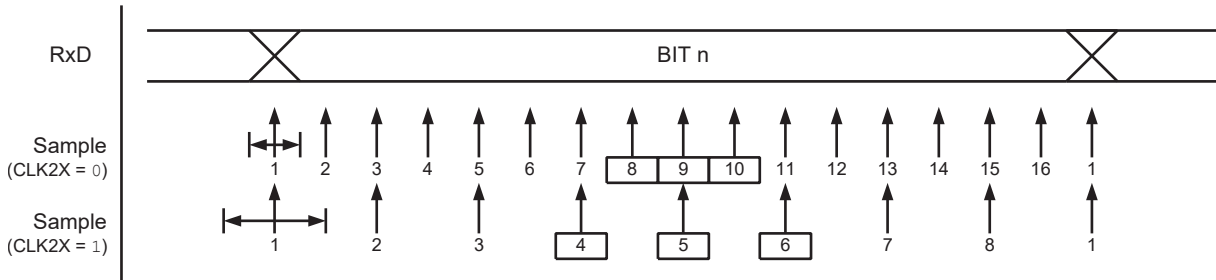 RxD BIT n
Sample
(CLK2X = 0) 1 2 3 4 5 6 7 8 9 10 11 12 13 14 15 16 1
Sample
(CLK2X = 1) 1 2 3 4 5 6 7 8 1